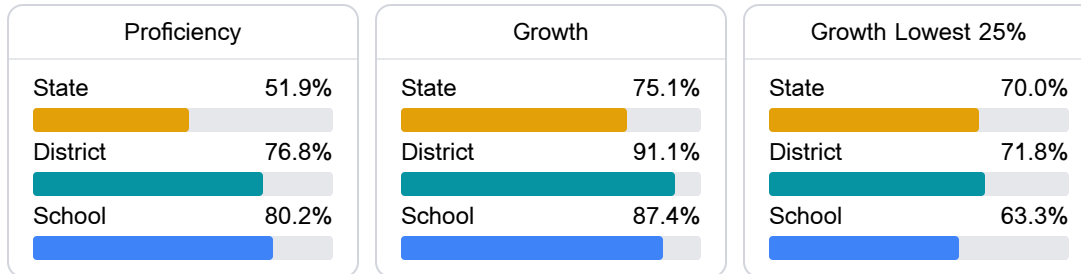 Proficiency
State 51.9%
District 76.8%
School 80.2%
Growth
State 75.1%
District 91.1%
School 87.4%
Growth Lowest 25%
State 70.0%
District 71.8%
School 63.3%